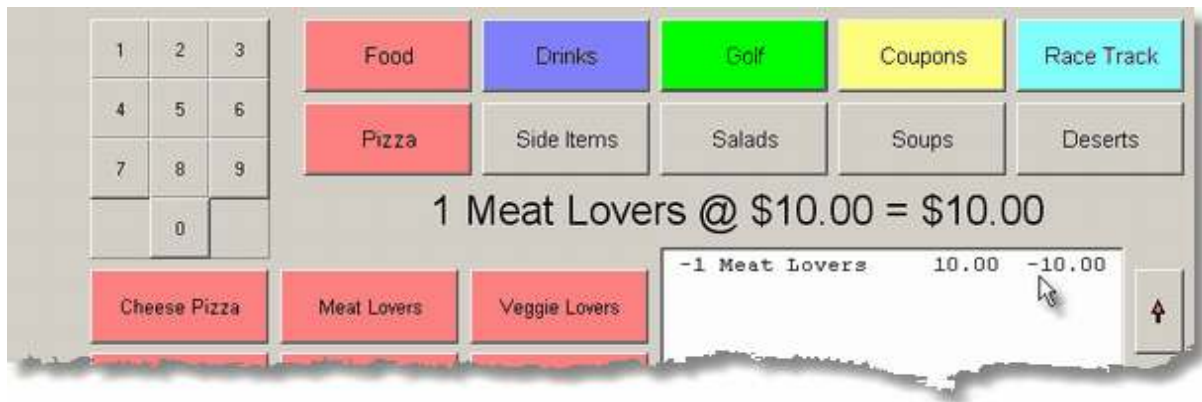 1 2 3
Food Drinks Golf Coupons Race Track
4 5 6
Pizza Side Items Salads Soups Deserts
7 8 9
1 Meat Lovers @ $10.00 = $10.00
0
-1 Meat Lovers 10.00 -10.00
Cheese Pizza Meat Lovers Veggie Lovers